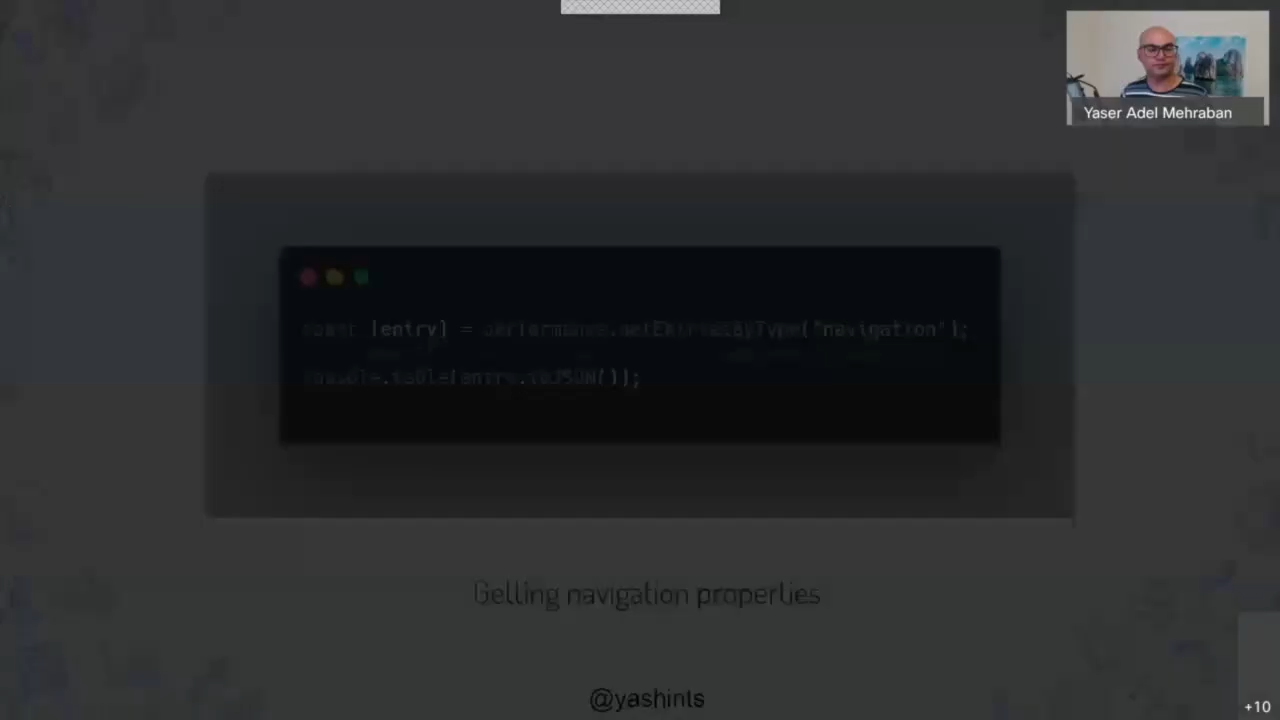 Yaser Adel Mehraban
const [entry] = performance.getEntriesByType("navigation");
console.table(entry.toJSON());
Getting navigation properties
@yashints
+10